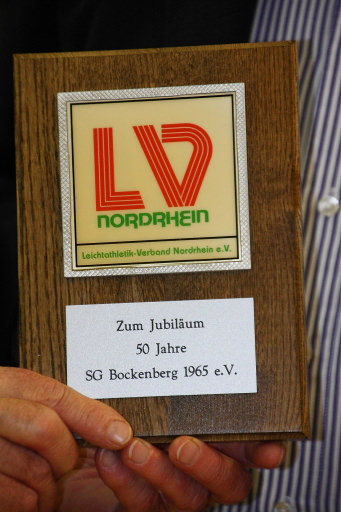 LV
NORDRHEIN
Leichtathletik-Verband Nordrhein e.V.
Zum Jubiläum
50 Jahre
SG Bockenberg 1965 e.V.